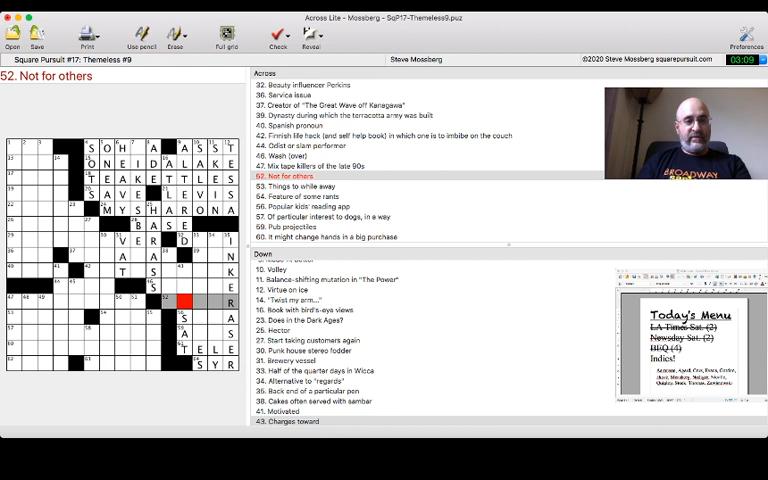 Across Lite - Mossberg - SqP17-Themeless9.puz
Open Save Print Use pencil Erase Full grid Check Reveal Preferences
Square Pursuit #17: Themeless #9 Steve Mossberg ©2020 Steve Mossberg squarepursuit.com 03:09
52. Not for others
Across
32. Beauty influencer Perkins
36. Service issue
37. Creator of "The Great Wave off Kanagawa"
39. Dynasty during which the terracotta army was built
40. Spanish pronoun
42. Finnish life hack (and self help book) in which one is to imbibe on the couch
44. Odist or slam performer
46. Wash (over)
47. Mix tape killers of the late 90s
52. Not for others
53. Things to while away
54. Feature of some rants
56. Popular kids' reading app
57. Of particular interest to dogs, in a way
59. Pub projectiles
60. It might change hands in a big purchase
Down
10. Volley
11. Balance-shifting mutation in "The Power"
12. Virtue on ice
14. "Twist my arm..."
16. Book with bird's-eye views
23. Does in the Dark Ages?
25. Hector
27. Start taking customers again
30. Punk house stereo fodder
31. Brewery vessel
33. Half of the quarter days in Wicca
34. Alternative to "regards"
35. Back end of a particular pen
38. Cakes often served with sambar
41. Motivated
43. Charges toward
SOHA ASST
ONEIDA LAKE
TEAKETTLES
SAVE LEVIS
MYSHARONA
BASE
BROADWAY
Today's Menu
LA Times Sat. (2)
Newsday Sat. (2)
BEQ (4)
Indies!